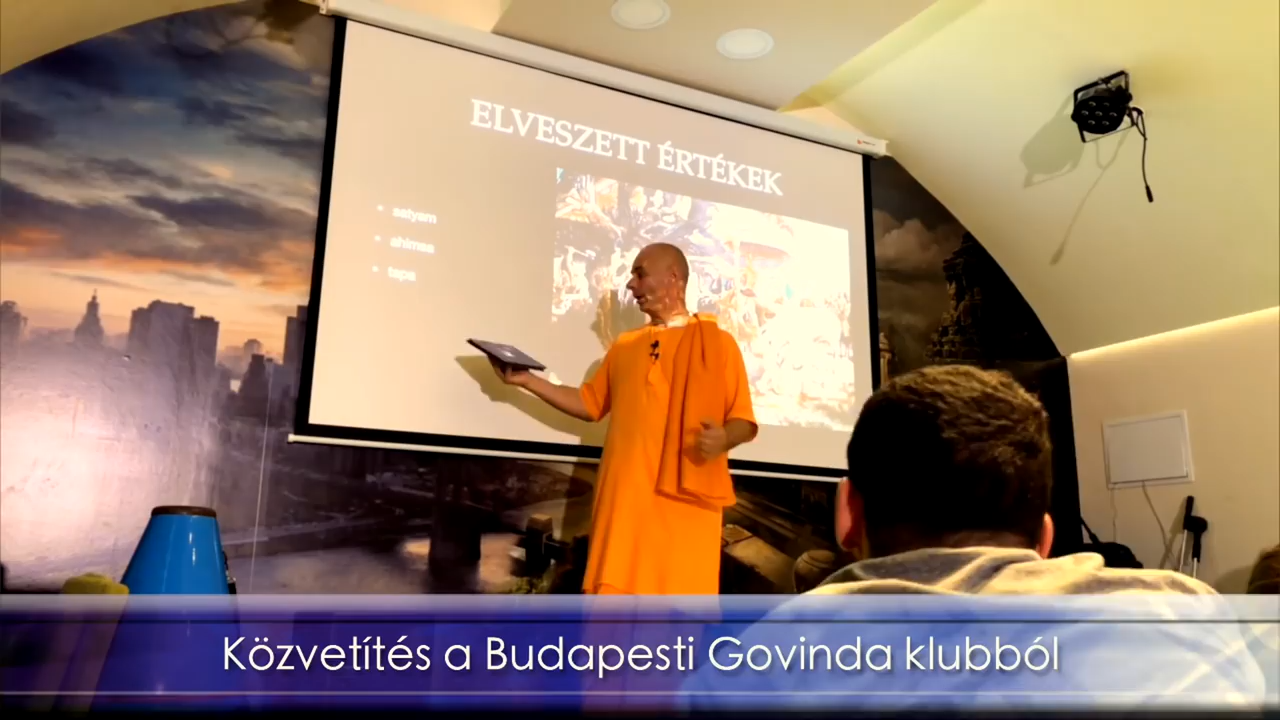 ELVESZETT ÉRTÉKEK
• satyam
• ahimsa
• tapa
Közvetítés a Budapesti Govinda klubból